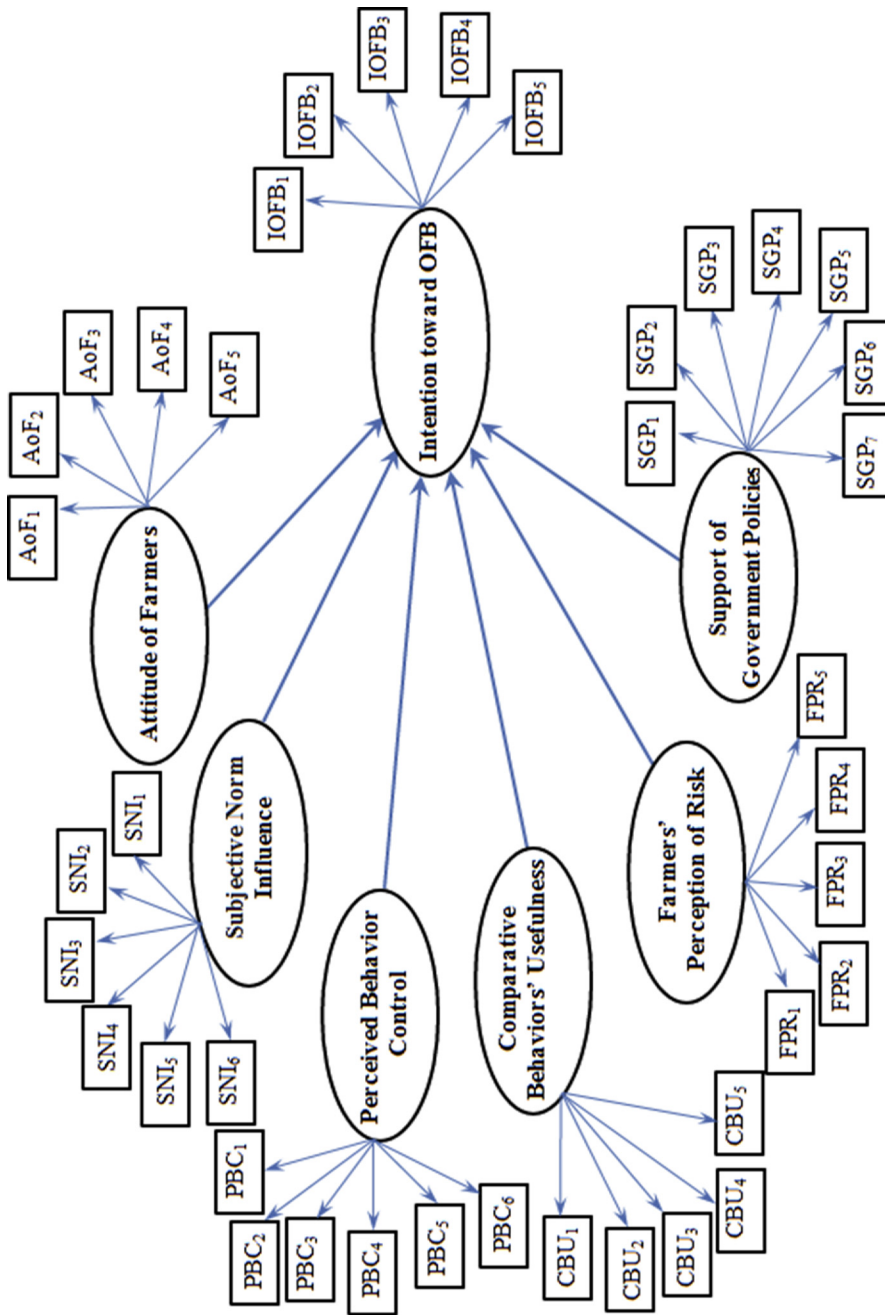 AoF1
AoF2
AoF3
AoF4
AoF5
Attitude of Farmers
SNI1
SNI2
SNI3
SNI4
SNI5
SNI6
Subjective Norm
Influence
PBC1
PBC2
PBC3
PBC4
PBC5
PBC6
Perceived Behavior
Control
CBU1
CBU2
CBU3
CBU4
CBU5
Comparative
Behaviors' Usefulness
FPR1
FPR2
FPR3
FPR4
FPR5
Farmers'
Perception of Risk
SGP1
SGP2
SGP3
SGP4
SGP5
SGP6
SGP7
Support of
Government Policies
Intention toward OFB
IOFB1
IOFB2
IOFB3
IOFB4
IOFB5